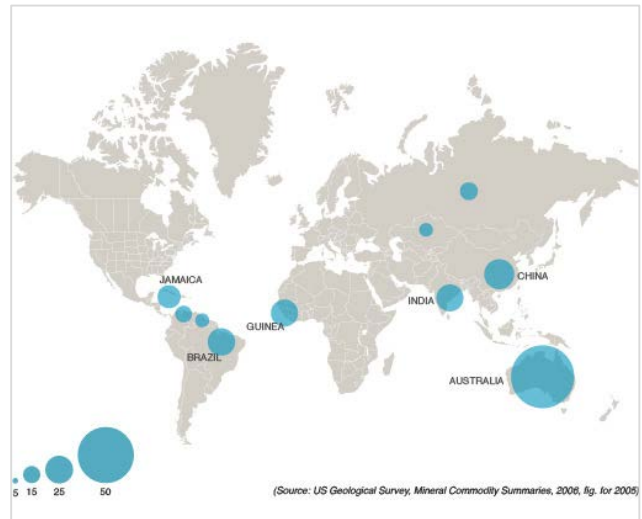 JAMAICA
CHINA
INDIA
GUINEA
BRAZIL
AUSTRALIA
5 15 25 50
(Source: US Geological Survey, Mineral Commodity Summaries, 2006, fig. for 2005)